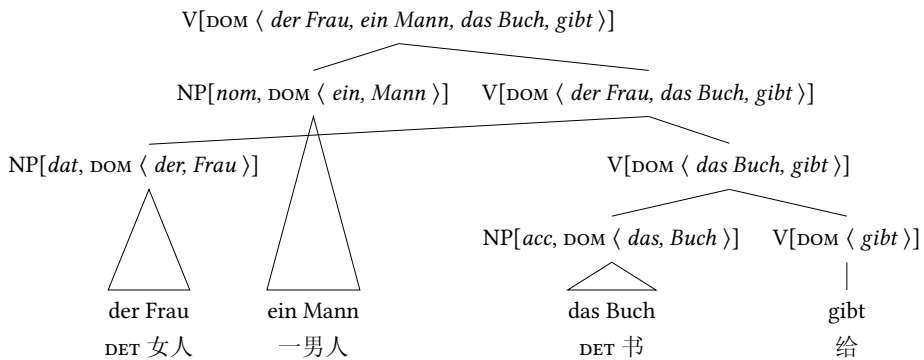 V[DOM ⟨ der Frau, ein Mann, das Buch, gibt ⟩]
NP[nom, DOM ⟨ ein, Mann ⟩] V[DOM ⟨ der Frau, das Buch, gibt ⟩]
NP[dat, DOM ⟨ der, Frau ⟩] V[DOM ⟨ das Buch, gibt ⟩]
NP[acc, DOM ⟨ das, Buch ⟩] V[DOM ⟨ gibt ⟩]
der Frau ein Mann das Buch gibt
DET 女人 一男人 DET 书 给